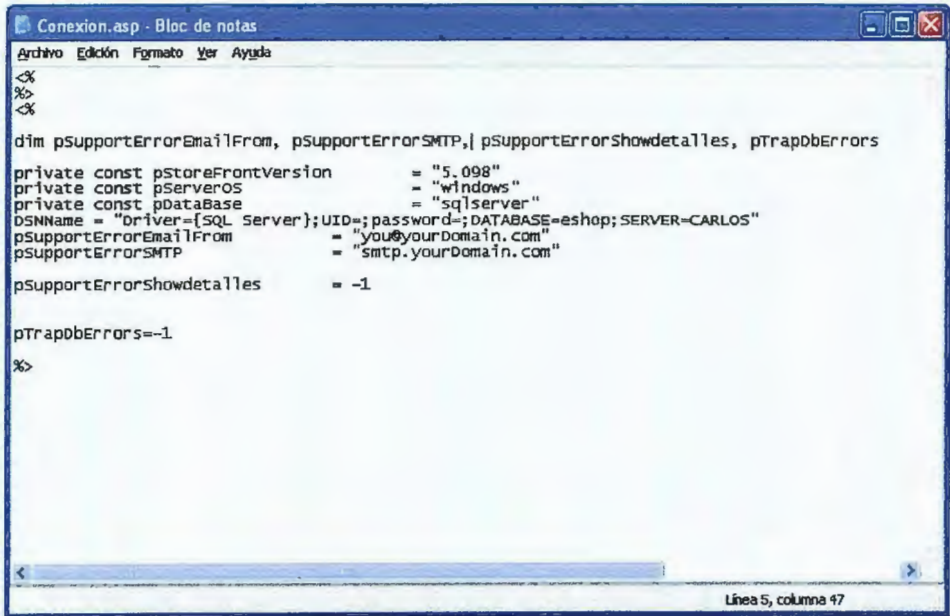 Conexion.asp - Bloc de notas
Archivo Edición Formato Ver Ayuda
<%
%>
<%
dim pSupportErrorEmailFrom, pSupportErrorSMTP, pSupportErrorShowdetalles, pTrapDbErrors
private const pStoreFrontVersion = "5.098"
private const pServerOS = "windows"
private const pDataBase = "sqlserver"
DSNName = "Driver={SQL Server};UID=;password=;DATABASE=eshop;SERVER=CARLOS"
pSupportErrorEmailFrom = "you@yourDomain.com"
pSupportErrorSMTP = "smtp.yourDomain.com"
pSupportErrorShowdetalles = -1
pTrapDbErrors=-1
%>
Línea 5, columna 47